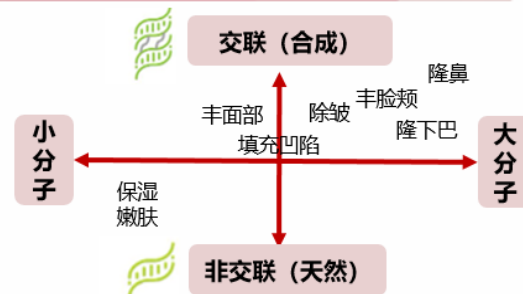 交联（合成）
隆鼻
丰脸颊
丰面部
除皱
隆下巴
填充凹陷
小分子
大分子
保湿
嫩肤
非交联（天然）